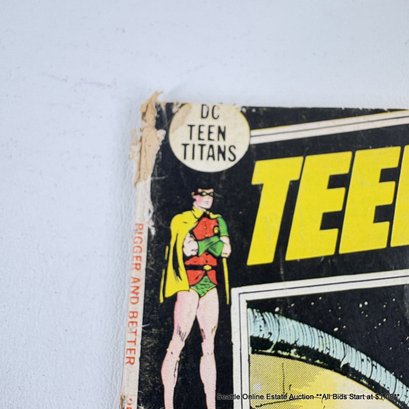 DC
TEEN
TITANS
TEE
BIGGER AND BETTER
Seattle Online Estate Auction **All Bids Start at $1.00**